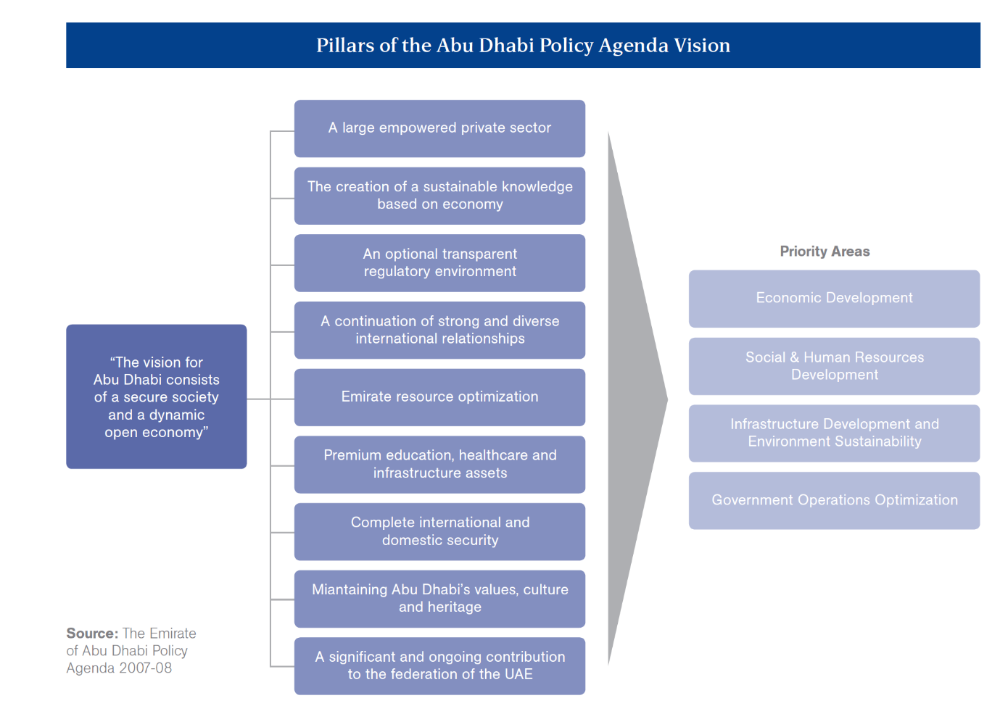 Pillars of the Abu Dhabi Policy Agenda Vision
“The vision for
Abu Dhabi consists
of a secure society
and a dynamic
open economy”
A large empowered private sector
The creation of a sustainable knowledge
based on economy
An optional transparent
regulatory environment
A continuation of strong and diverse
international relationships
Emirate resource optimization
Premium education, healthcare and
infrastructure assets
Complete international and
domestic security
Miantaining Abu Dhabi’s values, culture
and heritage
A significant and ongoing contribution
to the federation of the UAE
Priority Areas
Economic Development
Social & Human Resources
Development
Infrastructure Development and
Environment Sustainability
Government Operations Optimization
Source: The Emirate
of Abu Dhabi Policy
Agenda 2007-08